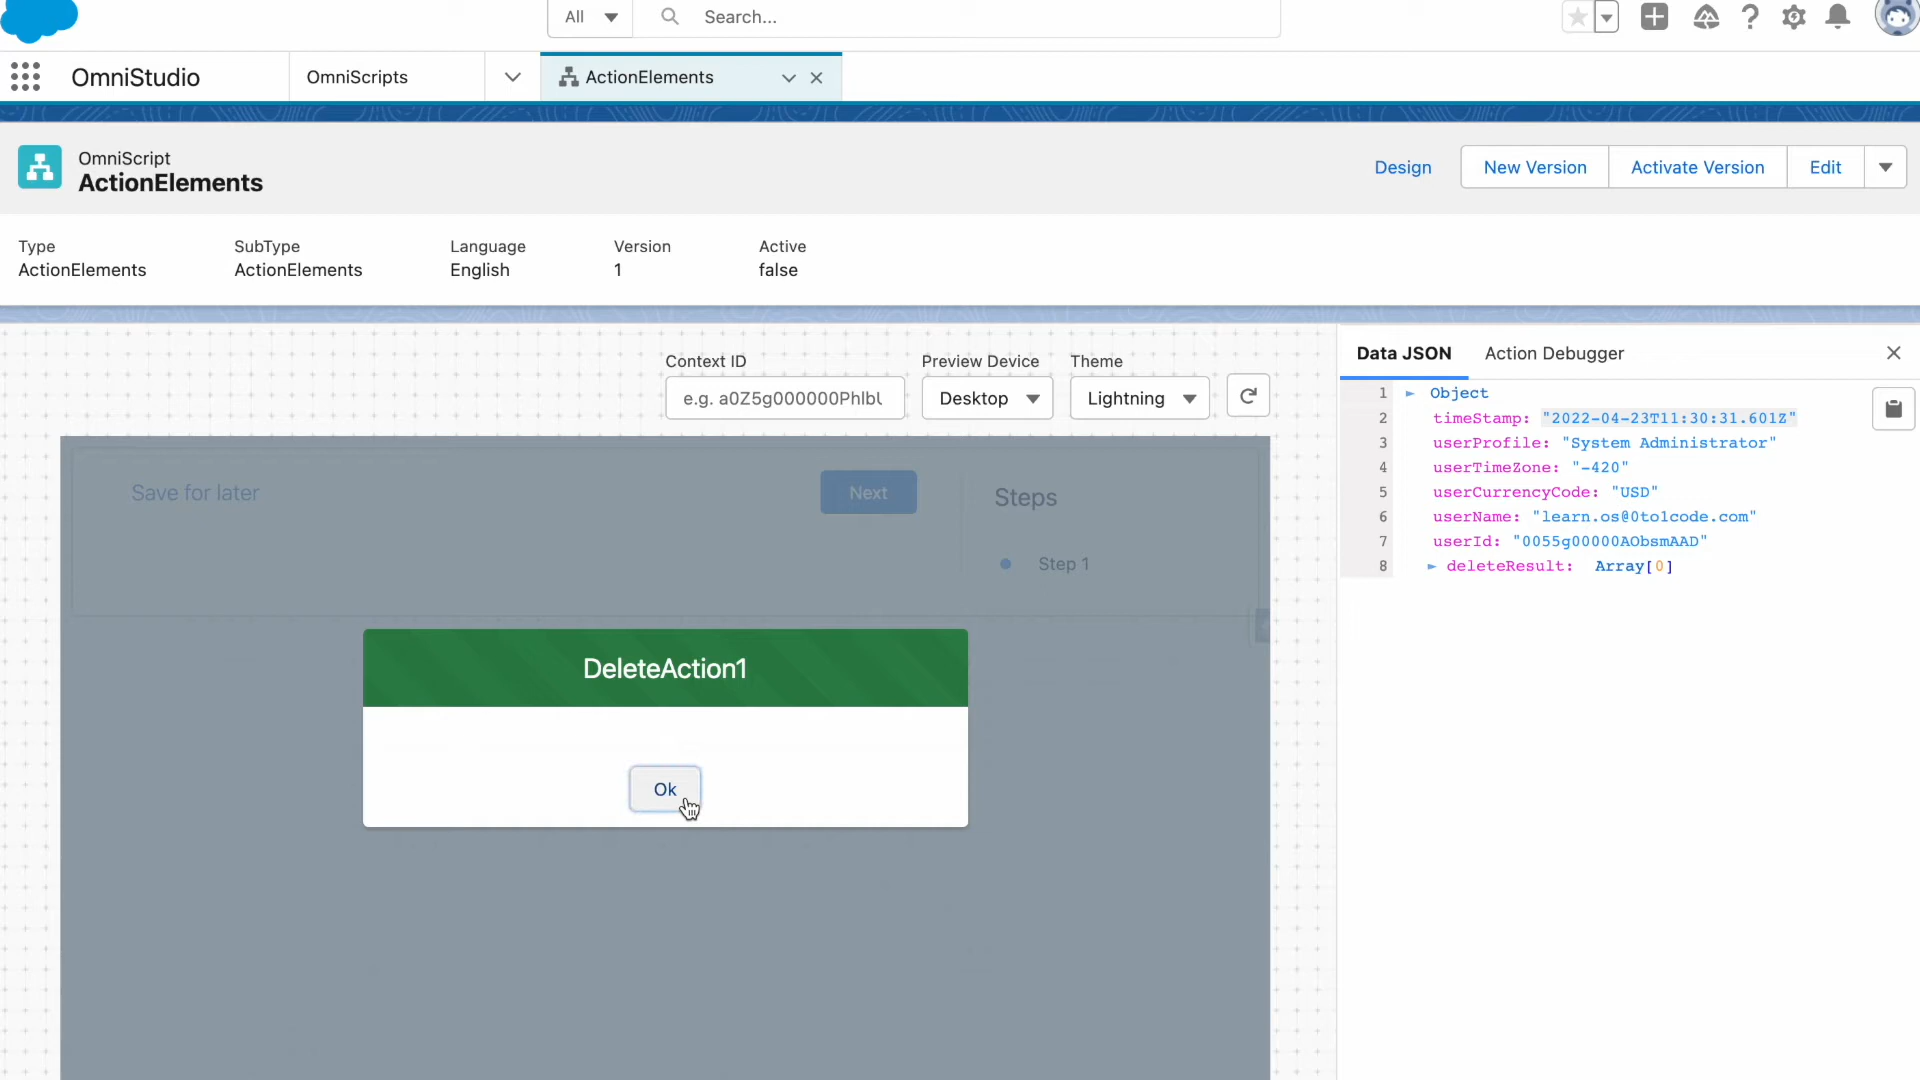 All
Search...
OmniStudio
OmniScripts
ActionElements
OmniScript
ActionElements
Design
New Version
Activate Version
Edit
Type
SubType
Language
Version
Active
ActionElements
ActionElements
English
1
false
Context ID
Preview Device
Theme
e.g. a0Z5g000000PhlbU
Desktop
Lightning
Save for later
Next
Steps
Step 1
DeleteAction1
Ok
Data JSON
Action Debugger
1 Object
2 timeStamp: "2022-04-23T11:30:31.601Z"
3 userProfile: "System Administrator"
4 userTimeZone: "-420"
5 userCurrencyCode: "USD"
6 userName: "learn.os@0to1code.com"
7 userId: "0055g00000AObsmAAD"
8 deleteResult: Array[0]